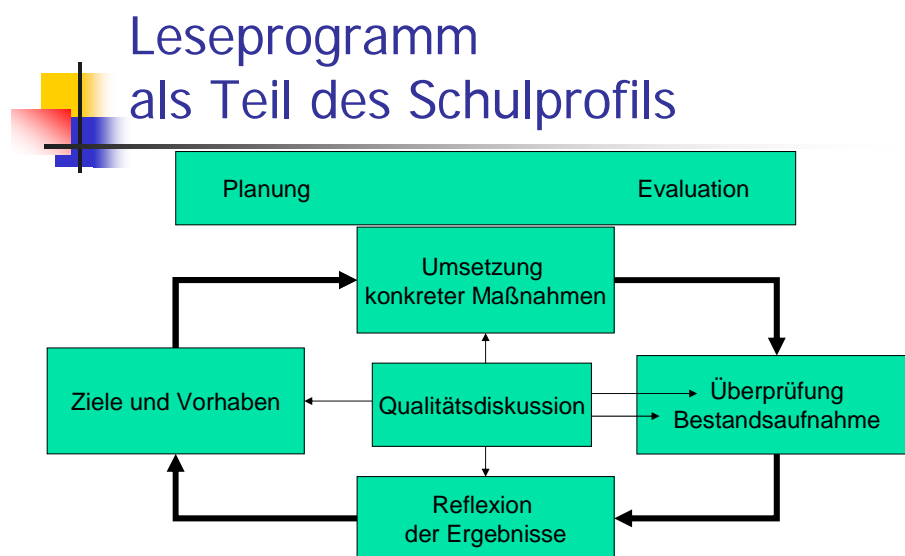 Leseprogramm
als Teil des Schulprofils
Planung
Evaluation
Umsetzung
konkreter Maßnahmen
Ziele und Vorhaben
Qualitätsdiskussion
Überprüfung
Bestandsaufnahme
Reflexion
der Ergebnisse